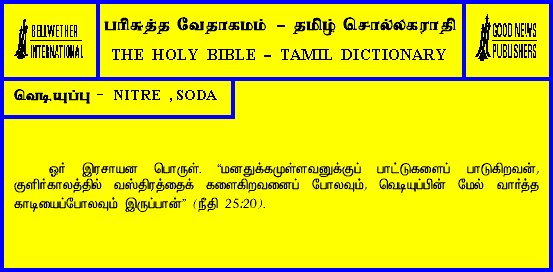 BELLWETHER
INTERNATIONAL
பரிசுத்த வேதாகமம் – தமிழ் சொல்லகராதி
THE HOLY BIBLE – TAMIL DICTIONARY
GOOD NEWS
PUBLISHERS
வெடியுப்பு – NITRE ,SODA
ஓர் இரசாயன பொருள். “மனதுக்கமுள்ளவனுக்குப் பாட்டுகளைப் பாடுகிறவன்,
குளிர்காலத்தில் வஸ்திரத்தைக் களைகிறவனைப் போலவும், வெடியுப்பின் மேல் வார்த்த
காடியைப்போலவும் இருப்பான்” (நீதி 25:20).